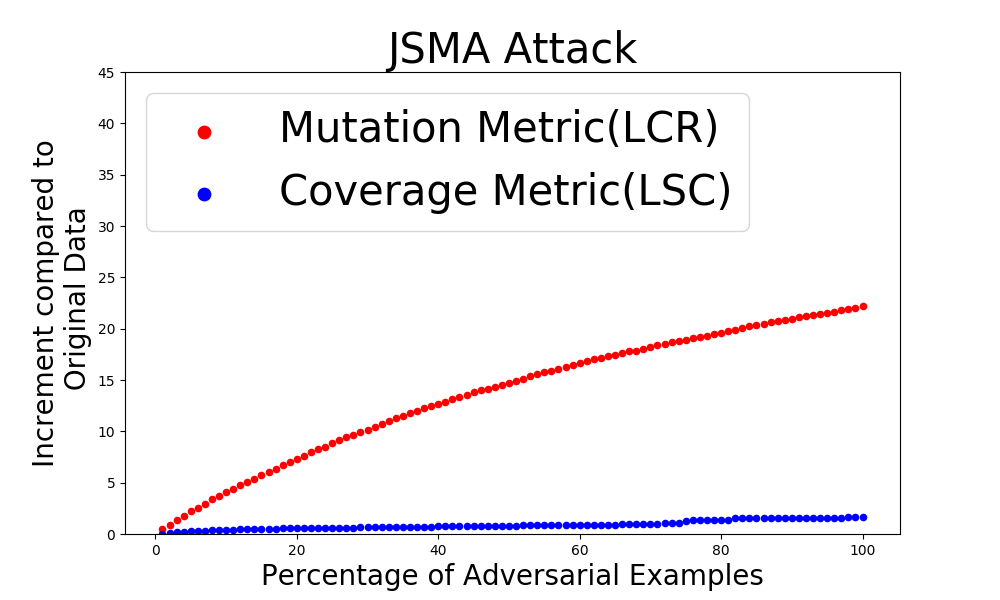 JSMA Attack
Mutation Metric(LCR)
Coverage Metric(LSC)
Increment compared to
Original Data
45
40
35
30
25
20
15
10
5
0
0 20 40 60 80 100
Percentage of Adversarial Examples